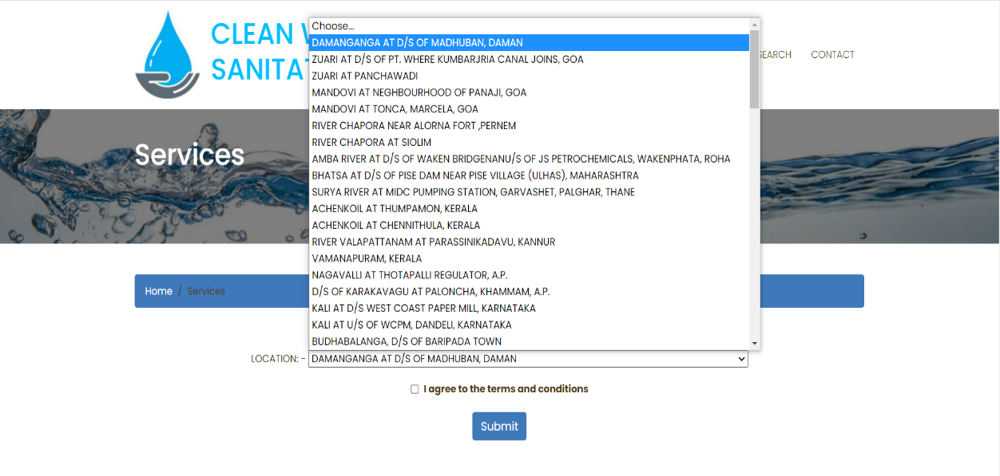 CLEAN
SANITA
SEARCH
CONTACT
Services
Home / Services
Choose...
DAMANGANGA AT D/S OF MADHUBAN, DAMAN
ZUARI AT D/S OF PT. WHERE KUMBARJRIA CANAL JOINS, GOA
ZUARI AT PANCHAWADI
MANDOVI AT NEGHBOURHOOD OF PANAJI, GOA
MANDOVI AT TONCA, MARCELA, GOA
RIVER CHAPORA NEAR ALORNA FORT ,PERNEM
RIVER CHAPORA AT SIOLIM
AMBA RIVER AT D/S OF WAKEN BRIDGENANU/S OF JS PETROCHEMICALS, WAKENPHATA, ROHA
BHATSA AT D/S OF PISE DAM NEAR PISE VILLAGE (ULHAS), MAHARASHTRA
SURYA RIVER AT MIDC PUMPING STATION, GARVASHET, PALGHAR, THANE
ACHENKOIL AT THUMPAMON, KERALA
ACHENKOIL AT CHENNITHULA, KERALA
RIVER VALAPATTANAM AT PARASSINIKADAVU, KANNUR
VAMANAPURAM, KERALA
NAGAVALLI AT THOTAPALLI REGULATOR, A.P.
D/S OF KARAKAVAGU AT PALONCHA, KHAMMAM, A.P.
KALI AT D/S WEST COAST PAPER MILL, KARNATAKA
KALI AT U/S OF WCPM, DANDELI, KARNATAKA
BUDHABALANGA, D/S OF BARIPADA TOWN
LOCATION: - DAMANGANGA AT D/S OF MADHUBAN, DAMAN
I agree to the terms and conditions
Submit